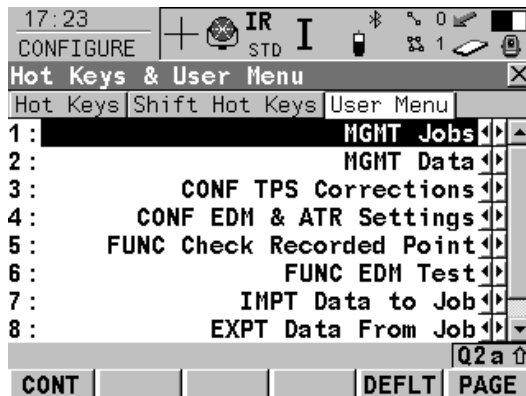 17:23
CONFIGURE
IR
STD
I
0
1
Hot Keys & User Menu
Hot Keys Shift Hot Keys User Menu
1: MGMT Jobs
2: MGMT Data
3: CONF TPS Corrections
4: CONF EDM & ATR Settings
5: FUNC Check Recorded Point
6: FUNC EDM Test
7: IMPT Data to Job
8: EXPT Data From Job
Q2a
CONT DEFLT PAGE